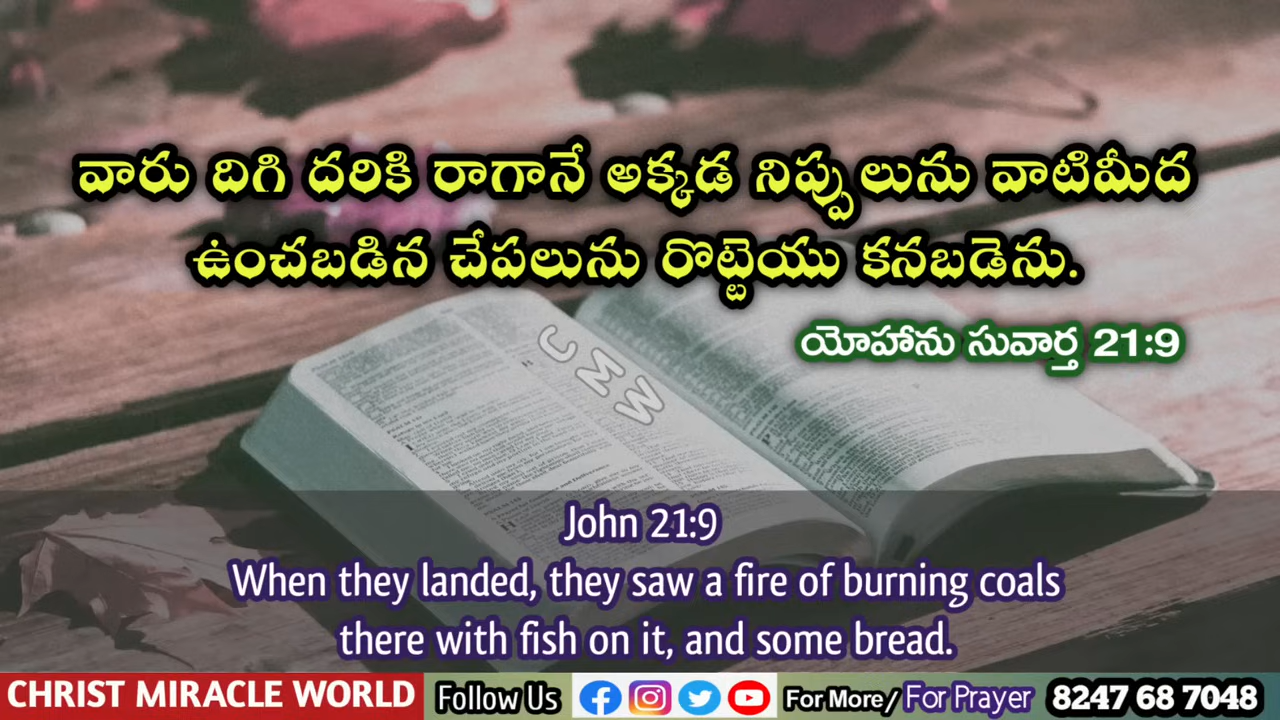 వారు దిగి దరికి రాగానే అక్కడ నిప్పులును వాటిమీద
ఉంచబడిన చేపలును రొట్టెయు కనబడెను.
యోహాను సువార్త 21:9
CMW
John 21:9
When they landed, they saw a fire of burning coals
there with fish on it, and some bread.
CHRIST MIRACLE WORLD Follow Us For More/ For Prayer 8247 68 7048